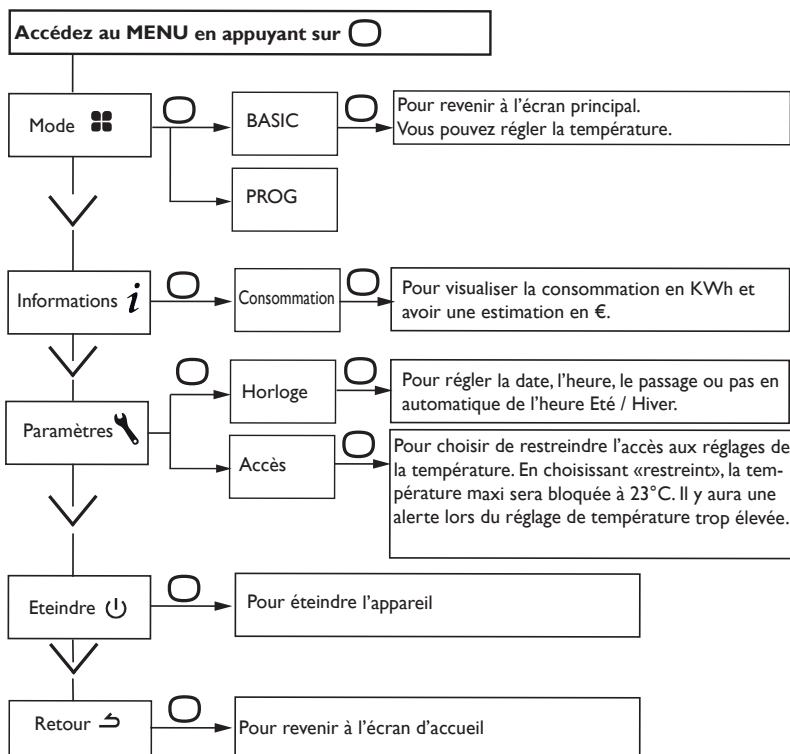 Accédez au MENU en appuyant sur
Mode
BASIC
Pour revenir à l'écran principal.
Vous pouvez régler la température.
PROG
Informations i
Consommation
Pour visualiser la consommation en KWh et
avoir une estimation en €.
Paramètres
Horloge
Pour régler la date, l'heure, le passage ou pas en
automatique de l'heure Eté / Hiver.
Accès
Pour choisir de restreindre l'accès aux réglages de
la température. En choisissant «restreint», la tem-
pérature maxi sera bloquée à 23°C. Il y aura une
alerte lors du réglage de température trop élevée.
Eteindre
Pour éteindre l'appareil
Retour
Pour revenir à l'écran d'accueil